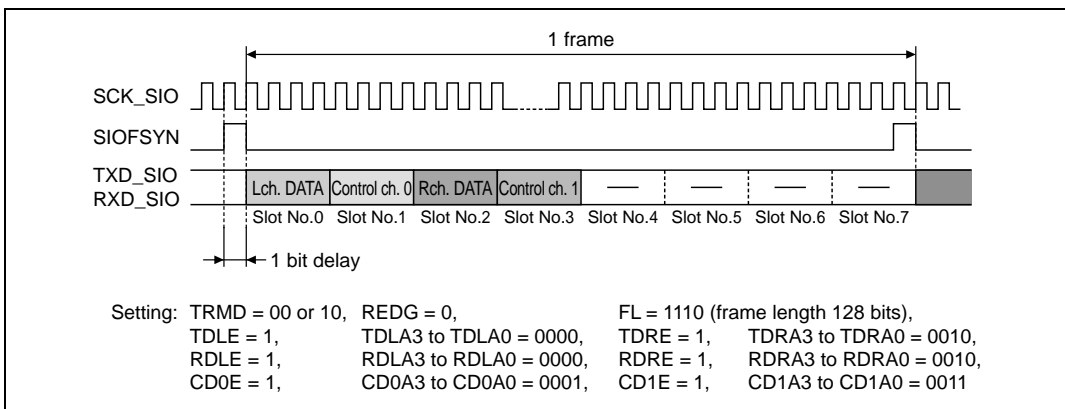 1 frame
SCK_SIO
SIOFSYN
TXD_SIO
RXD_SIO
Lch. DATA Control ch. 0 Rch. DATA Control ch. 1
Slot No.0 Slot No.1 Slot No.2 Slot No.3 Slot No.4 Slot No.5 Slot No.6 Slot No.7
1 bit delay
Setting: TRMD = 00 or 10, REDG = 0, FL = 1110 (frame length 128 bits),
TDLE = 1, TDLA3 to TDLA0 = 0000, TDRE = 1, TDRA3 to TDRA0 = 0010,
RDLE = 1, RDLA3 to RDLA0 = 0000, RDRE = 1, RDRA3 to RDRA0 = 0010,
CD0E = 1, CD0A3 to CD0A0 = 0001, CD1E = 1, CD1A3 to CD1A0 = 0011